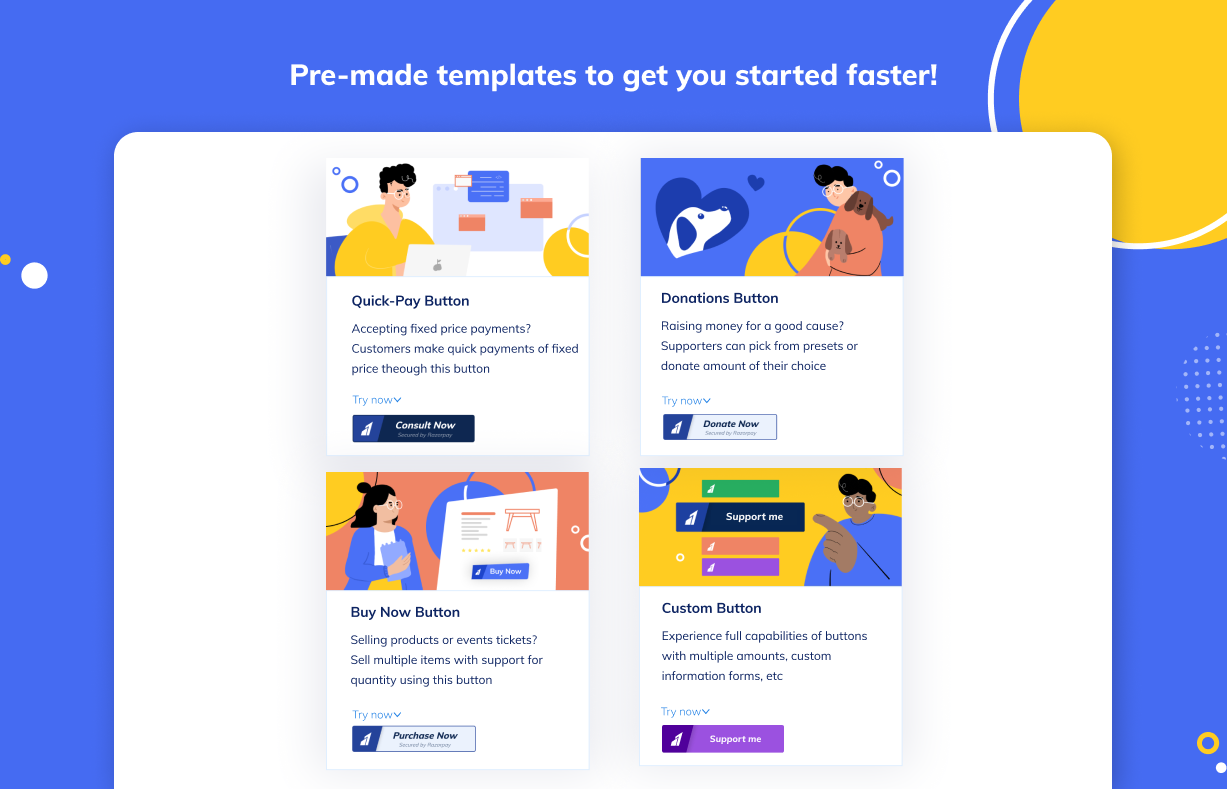 Pre-made templates to get you started faster!
Quick-Pay Button
Accepting fixed price payments?
Customers make quick payments of fixed
price theough this button
Try now
Consult Now
Secured by Razorpay
Donations Button
Raising money for a good cause?
Supporters can pick from presets or
donate amount of their choice
Try now
Donate Now
Secured by Razorpay
Buy Now
Buy Now Button
Selling products or events tickets?
Sell multiple items with support for
quantity using this button
Try now
Purchase Now
Secured by Razorpay
Support me
Custom Button
Experience full capabilities of buttons
with multiple amounts, custom
information forms, etc
Try now
Support me